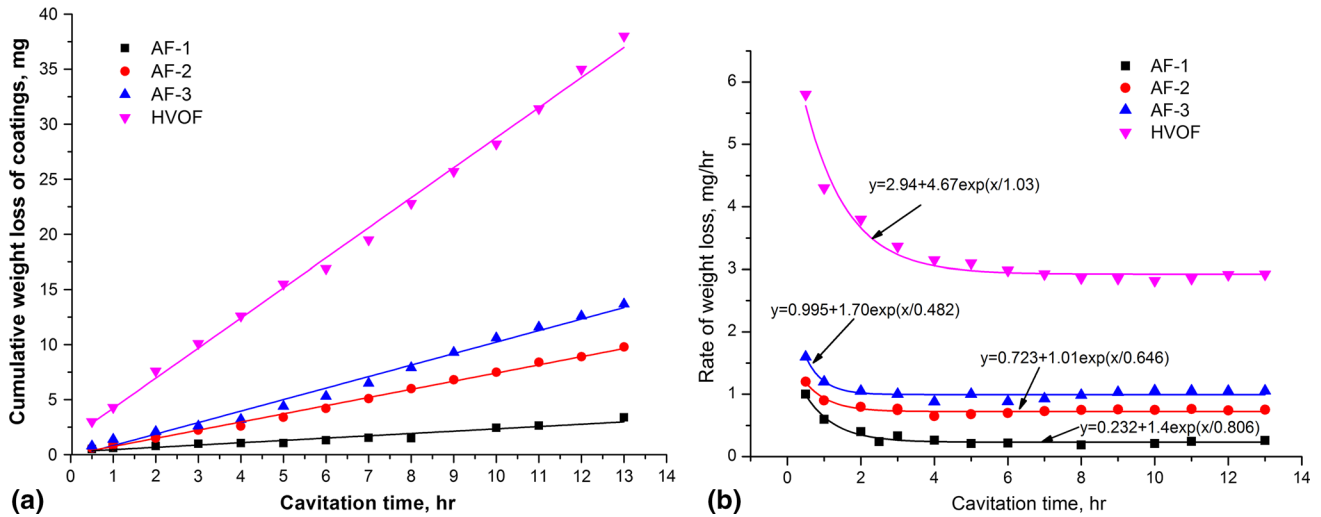 40
35
30
25
20
15
10
5
0
Cumulative weight loss of coatings, mg
AF-1
AF-2
AF-3
HVOF
0 1 2 3 4 5 6 7 8 9 10 11 12 13 14
Cavitation time, hr
(a)
6
5
4
3
2
1
0
Rate of weight loss, mg/hr
AF-1
AF-2
AF-3
HVOF
y=2.94+4.67exp(x/1.03)
y=0.995+1.70exp(x/0.482)
y=0.723+1.01exp(x/0.646)
y=0.232+1.4exp(x/0.806)
0 2 4 6 8 10 12 14
Cavitation time, hr
(b)